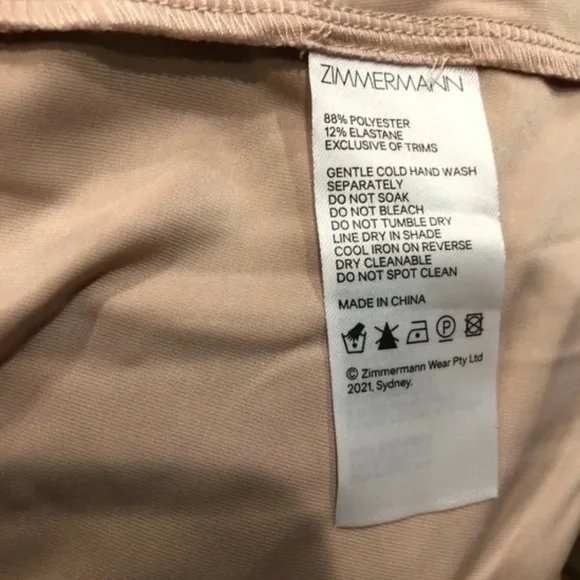 ZIMMERMANN
88% POLYESTER
12% ELASTANE
EXCLUSIVE OF TRIMS
GENTLE COLD HAND WASH
SEPARATELY
DO NOT SOAK
DO NOT BLEACH
DO NOT TUMBLE DRY
LINE DRY IN SHADE
COOL IRON ON REVERSE
DRY CLEANABLE
DO NOT SPOT CLEAN
MADE IN CHINA
P
© Zimmermann Wear Pty Ltd
2021, Sydney.